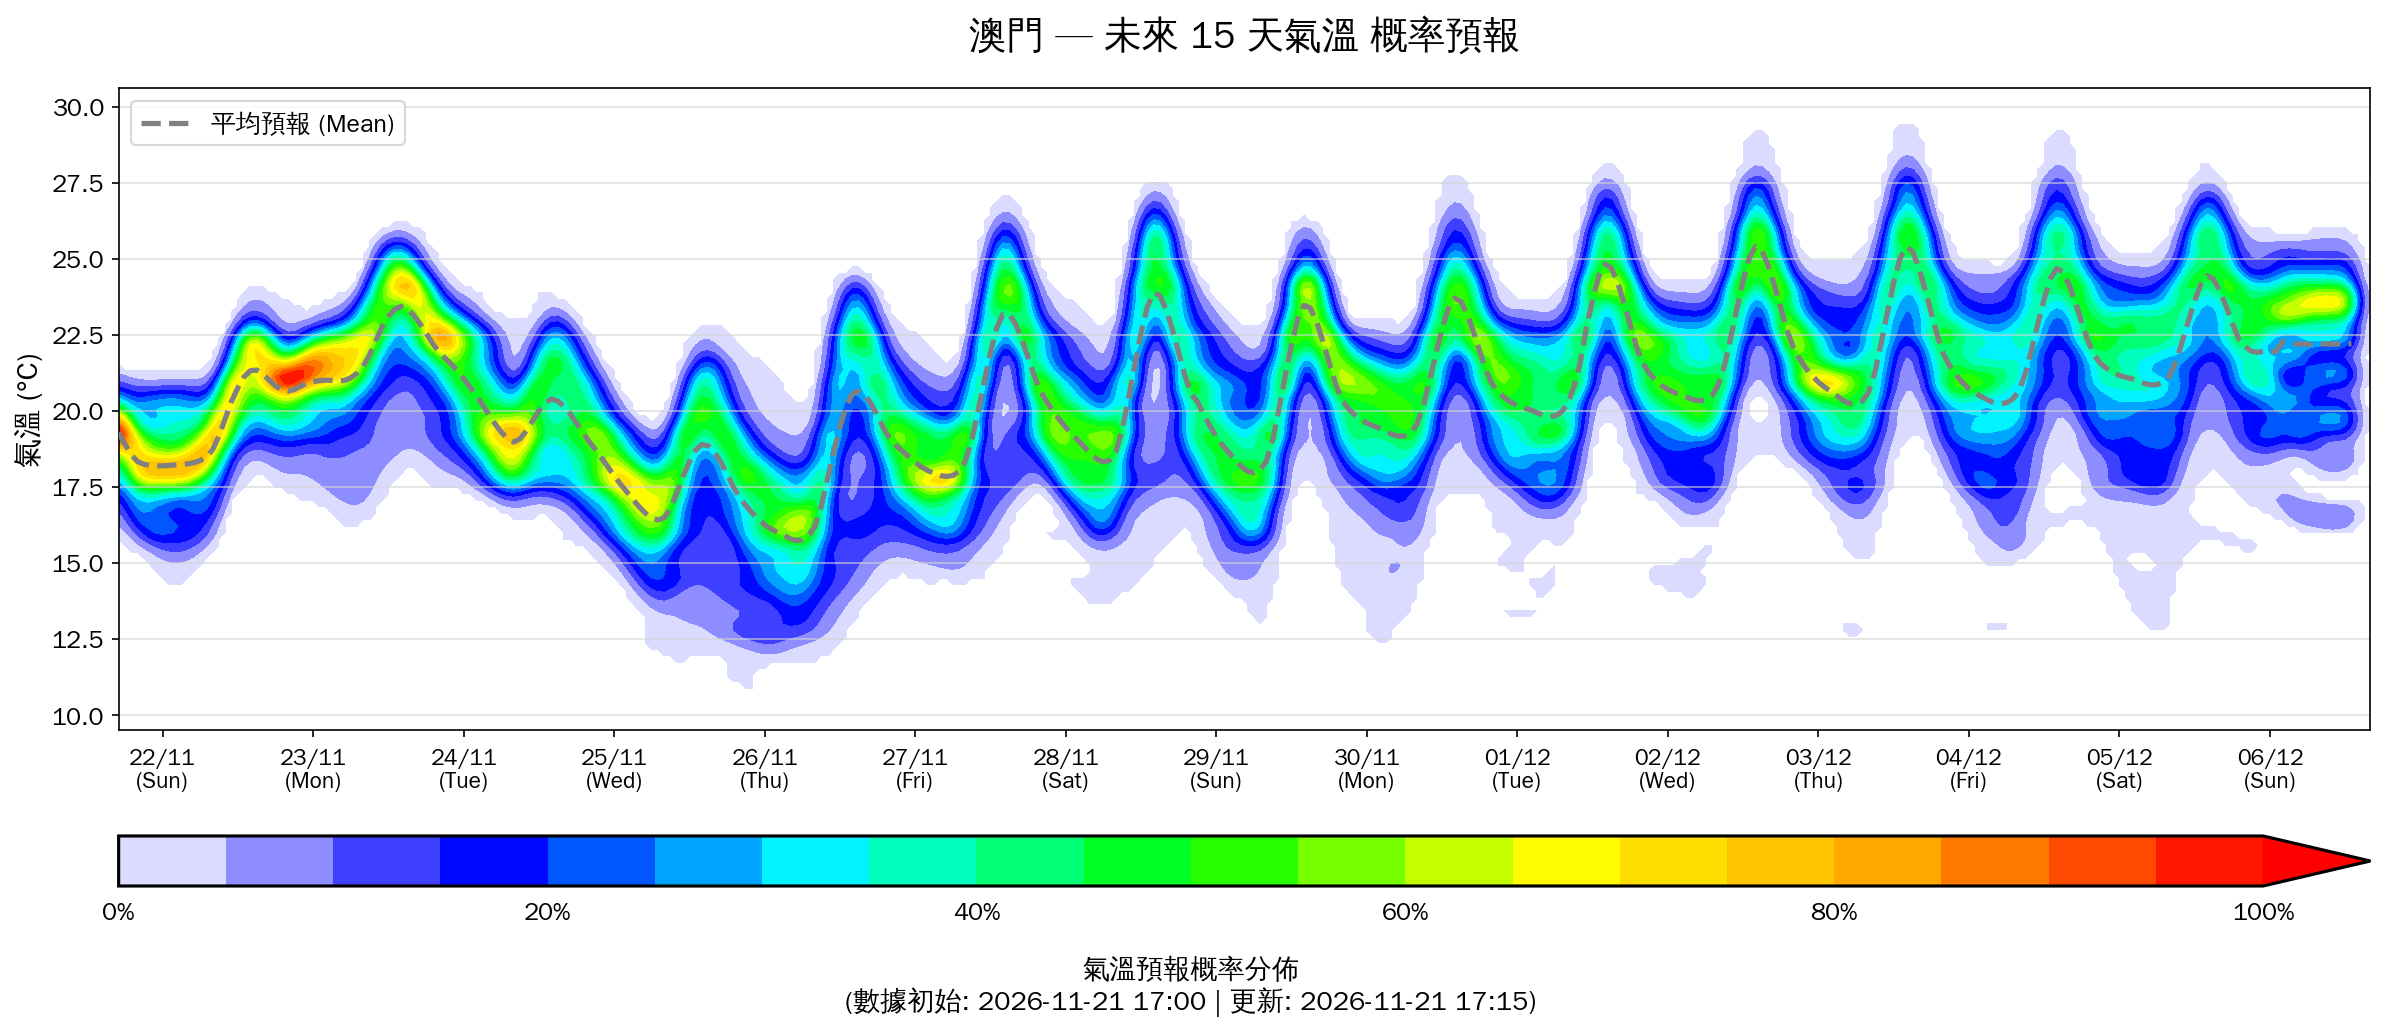 澳門 — 未來 15 天氣溫 概率預報
平均預報 (Mean)
氣溫 (°C)
30.0
27.5
25.0
22.5
20.0
17.5
15.0
12.5
10.0
22/11 23/11 24/11 25/11 26/11 27/11 28/11 29/11 30/11 01/12 02/12 03/12 04/12 05/12 06/12
(Sun) (Mon) (Tue) (Wed) (Thu) (Fri) (Sat) (Sun) (Mon) (Tue) (Wed) (Thu) (Fri) (Sat) (Sun)
0% 20% 40% 60% 80% 100%
氣溫預報概率分佈
(數據初始: 2026-11-21 17:00 | 更新: 2026-11-21 17:15)